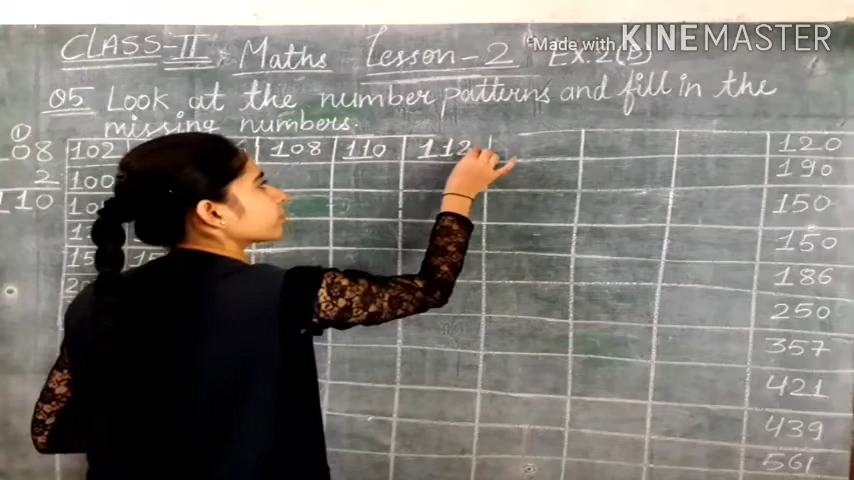 CLASS-II Maths Lesson-2 Ex.2(B)
Made with KINEMASTER
Q5 Look at the number patterns and fill in the
missing numbers.
1
108 102 108 110 112 120
2 100 190
110 150
150
186
250
357
421
439
561